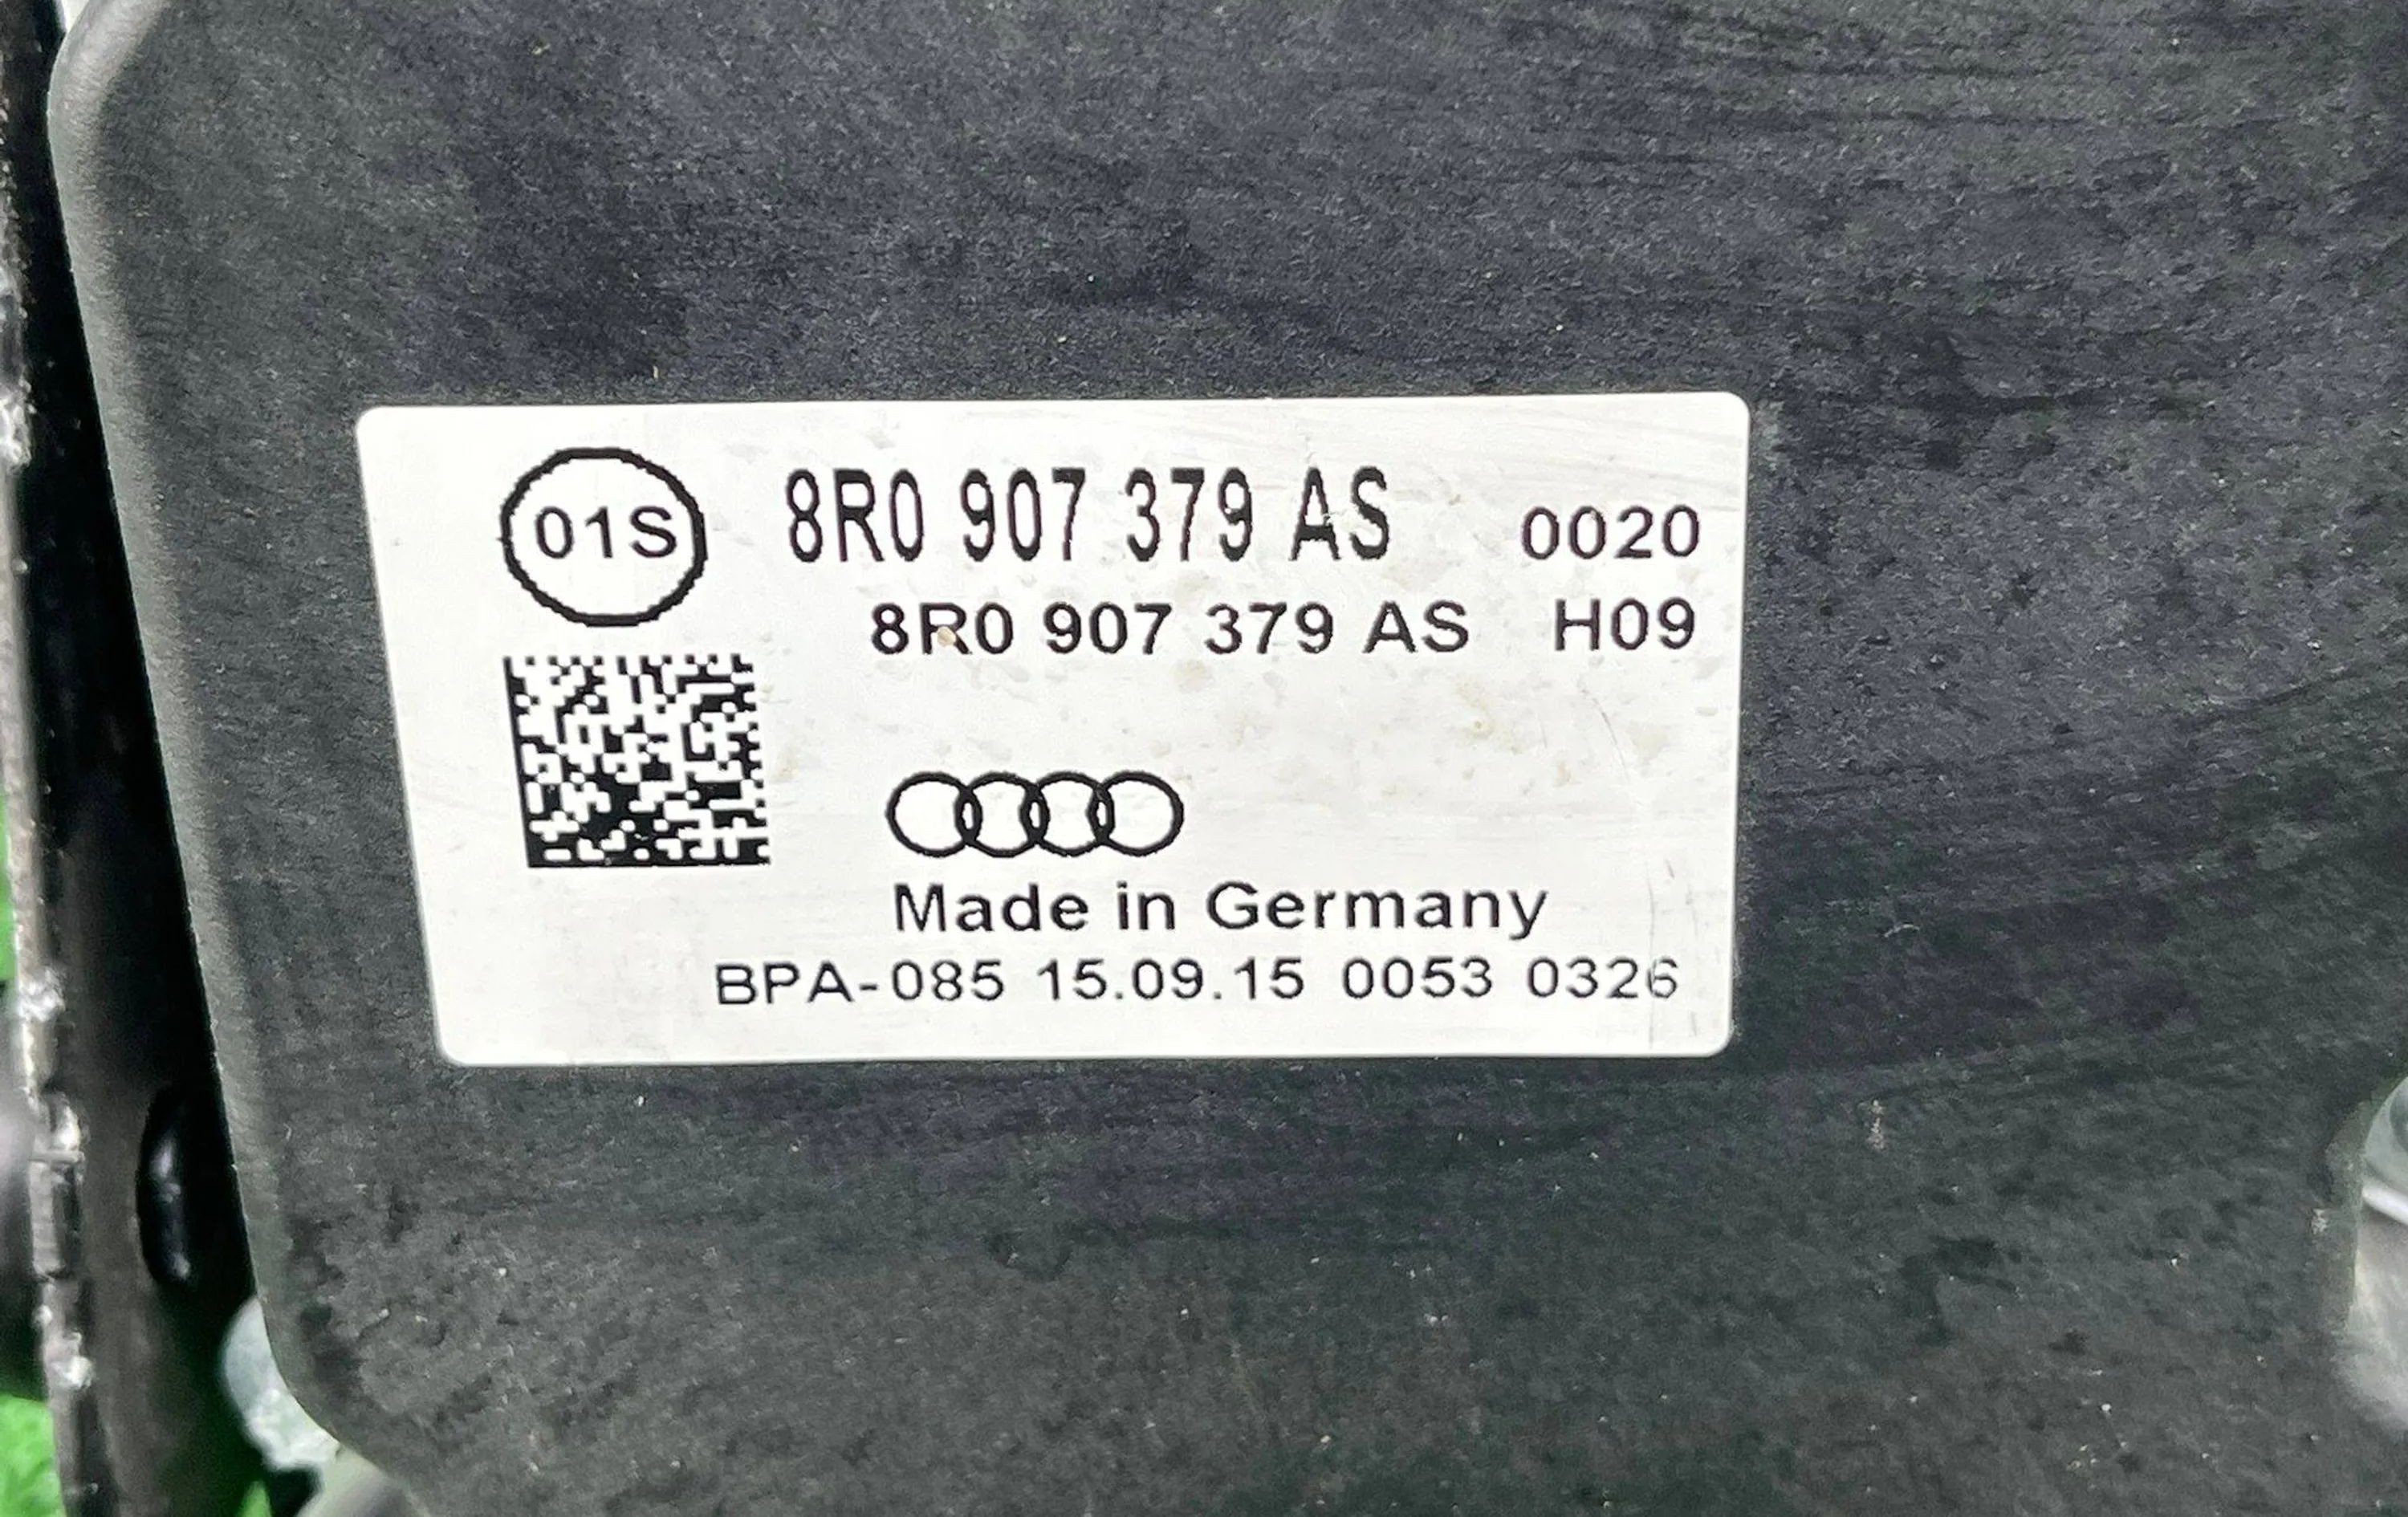 01S 8R0 907 379 AS 0020
8R0 907 379 AS H09
Made in Germany
BPA-085 15.09.15 0053 0326